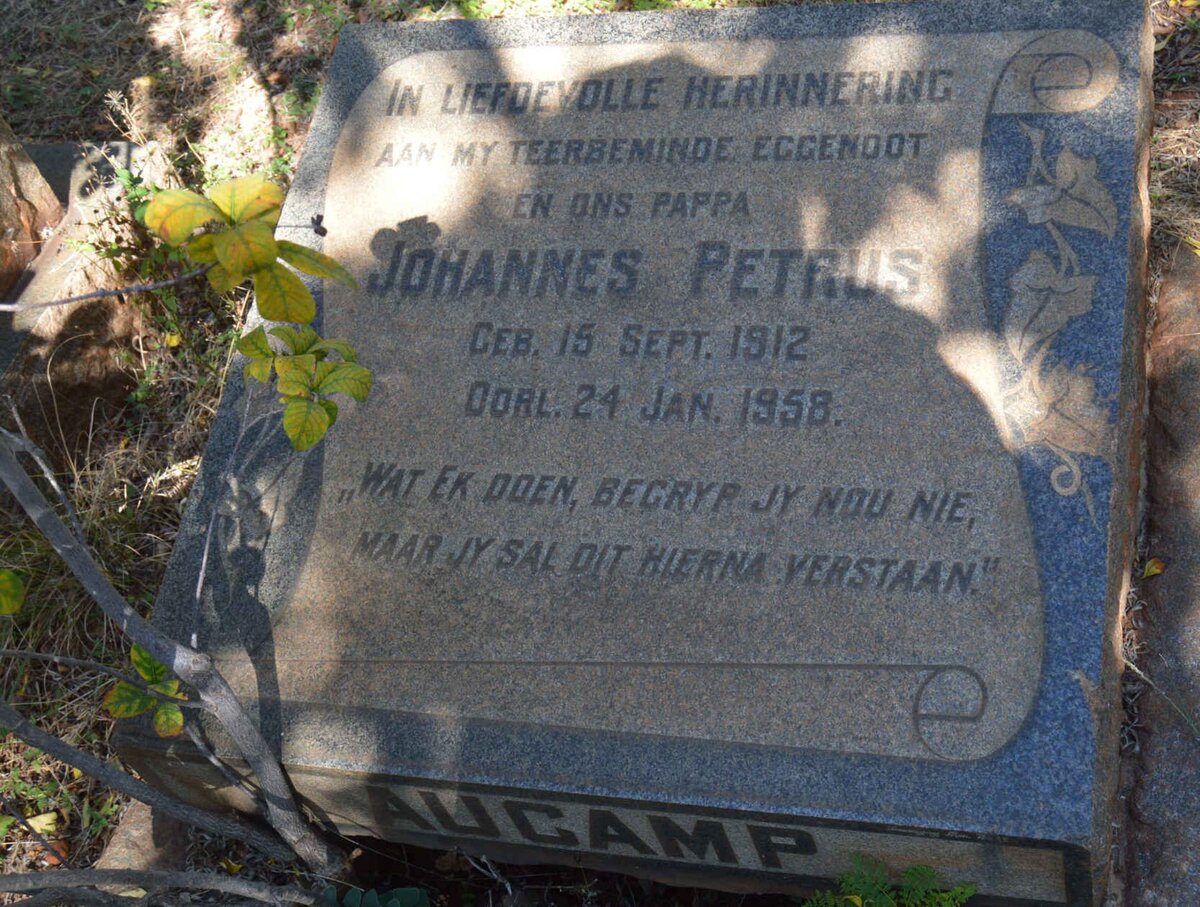 IN LIEFDEVOLLE HERINNERING
AAN MY TEERBEMINDE EGGENOOT
EN ONS PAPPA
JOHANNES PETRUS
GEB. 15 SEPT. 1912
OORL. 24 JAN. 1958.
„WAT EK DOEN, BEGRYP JY NOU NIE,
MAAR JY SAL DIT HIERNA VERSTAAN."
AUCAMP